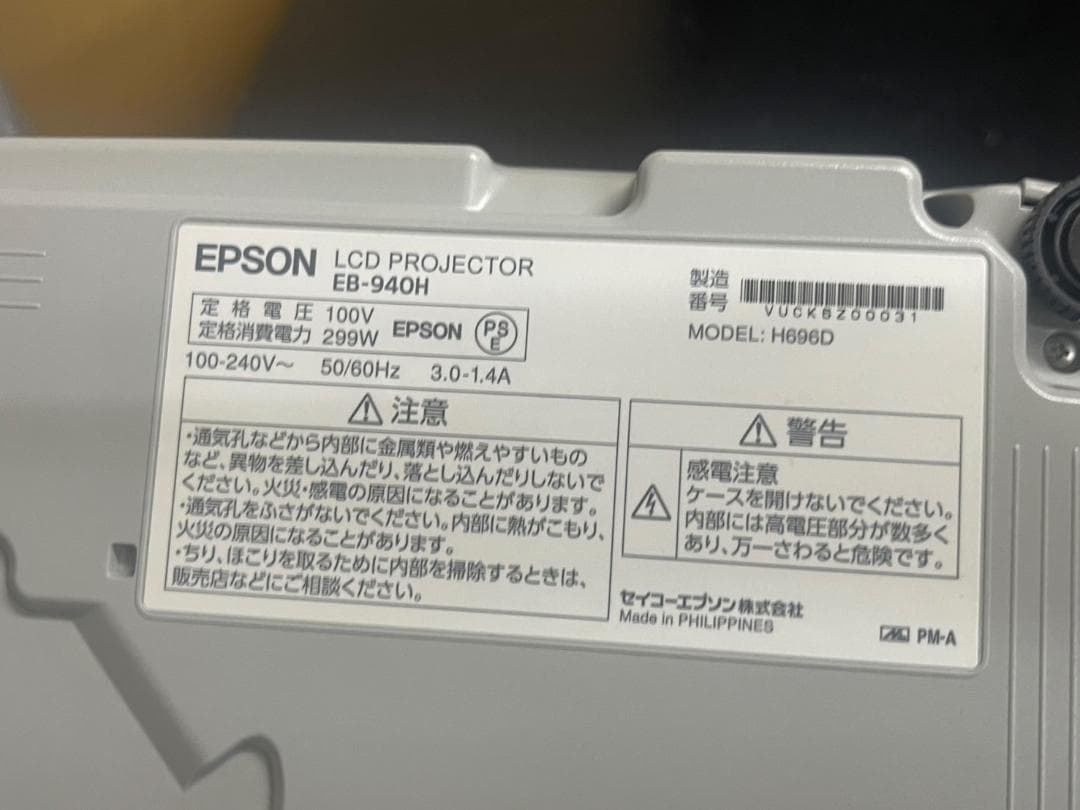 EPSON LCD PROJECTOR
EB-940H
定格電圧 100V
定格消費電力 299W EPSON PS E
100-240V～ 50/60Hz 3.0-1.4A
製造
番号
VUCK6Z00031
MODEL: H696D
注意
・通気孔などから内部に金属類や燃えやすいもの
など、異物を差し込んだり、落とし込んだりしないで
ください。火災・感電の原因になることがあります。
・通気孔をふさがないでください。内部に熱がこもり、
火災の原因になることがあります。
・ちり、ほこりを取るために内部を掃除するときは、
販売店などにご相談ください。
警告
感電注意
ケースを開けないでください。
内部には高電圧部分が数多く
あり、万一さわると危険です。
セイコーエプソン株式会社
Made in PHILIPPINES
PM-A